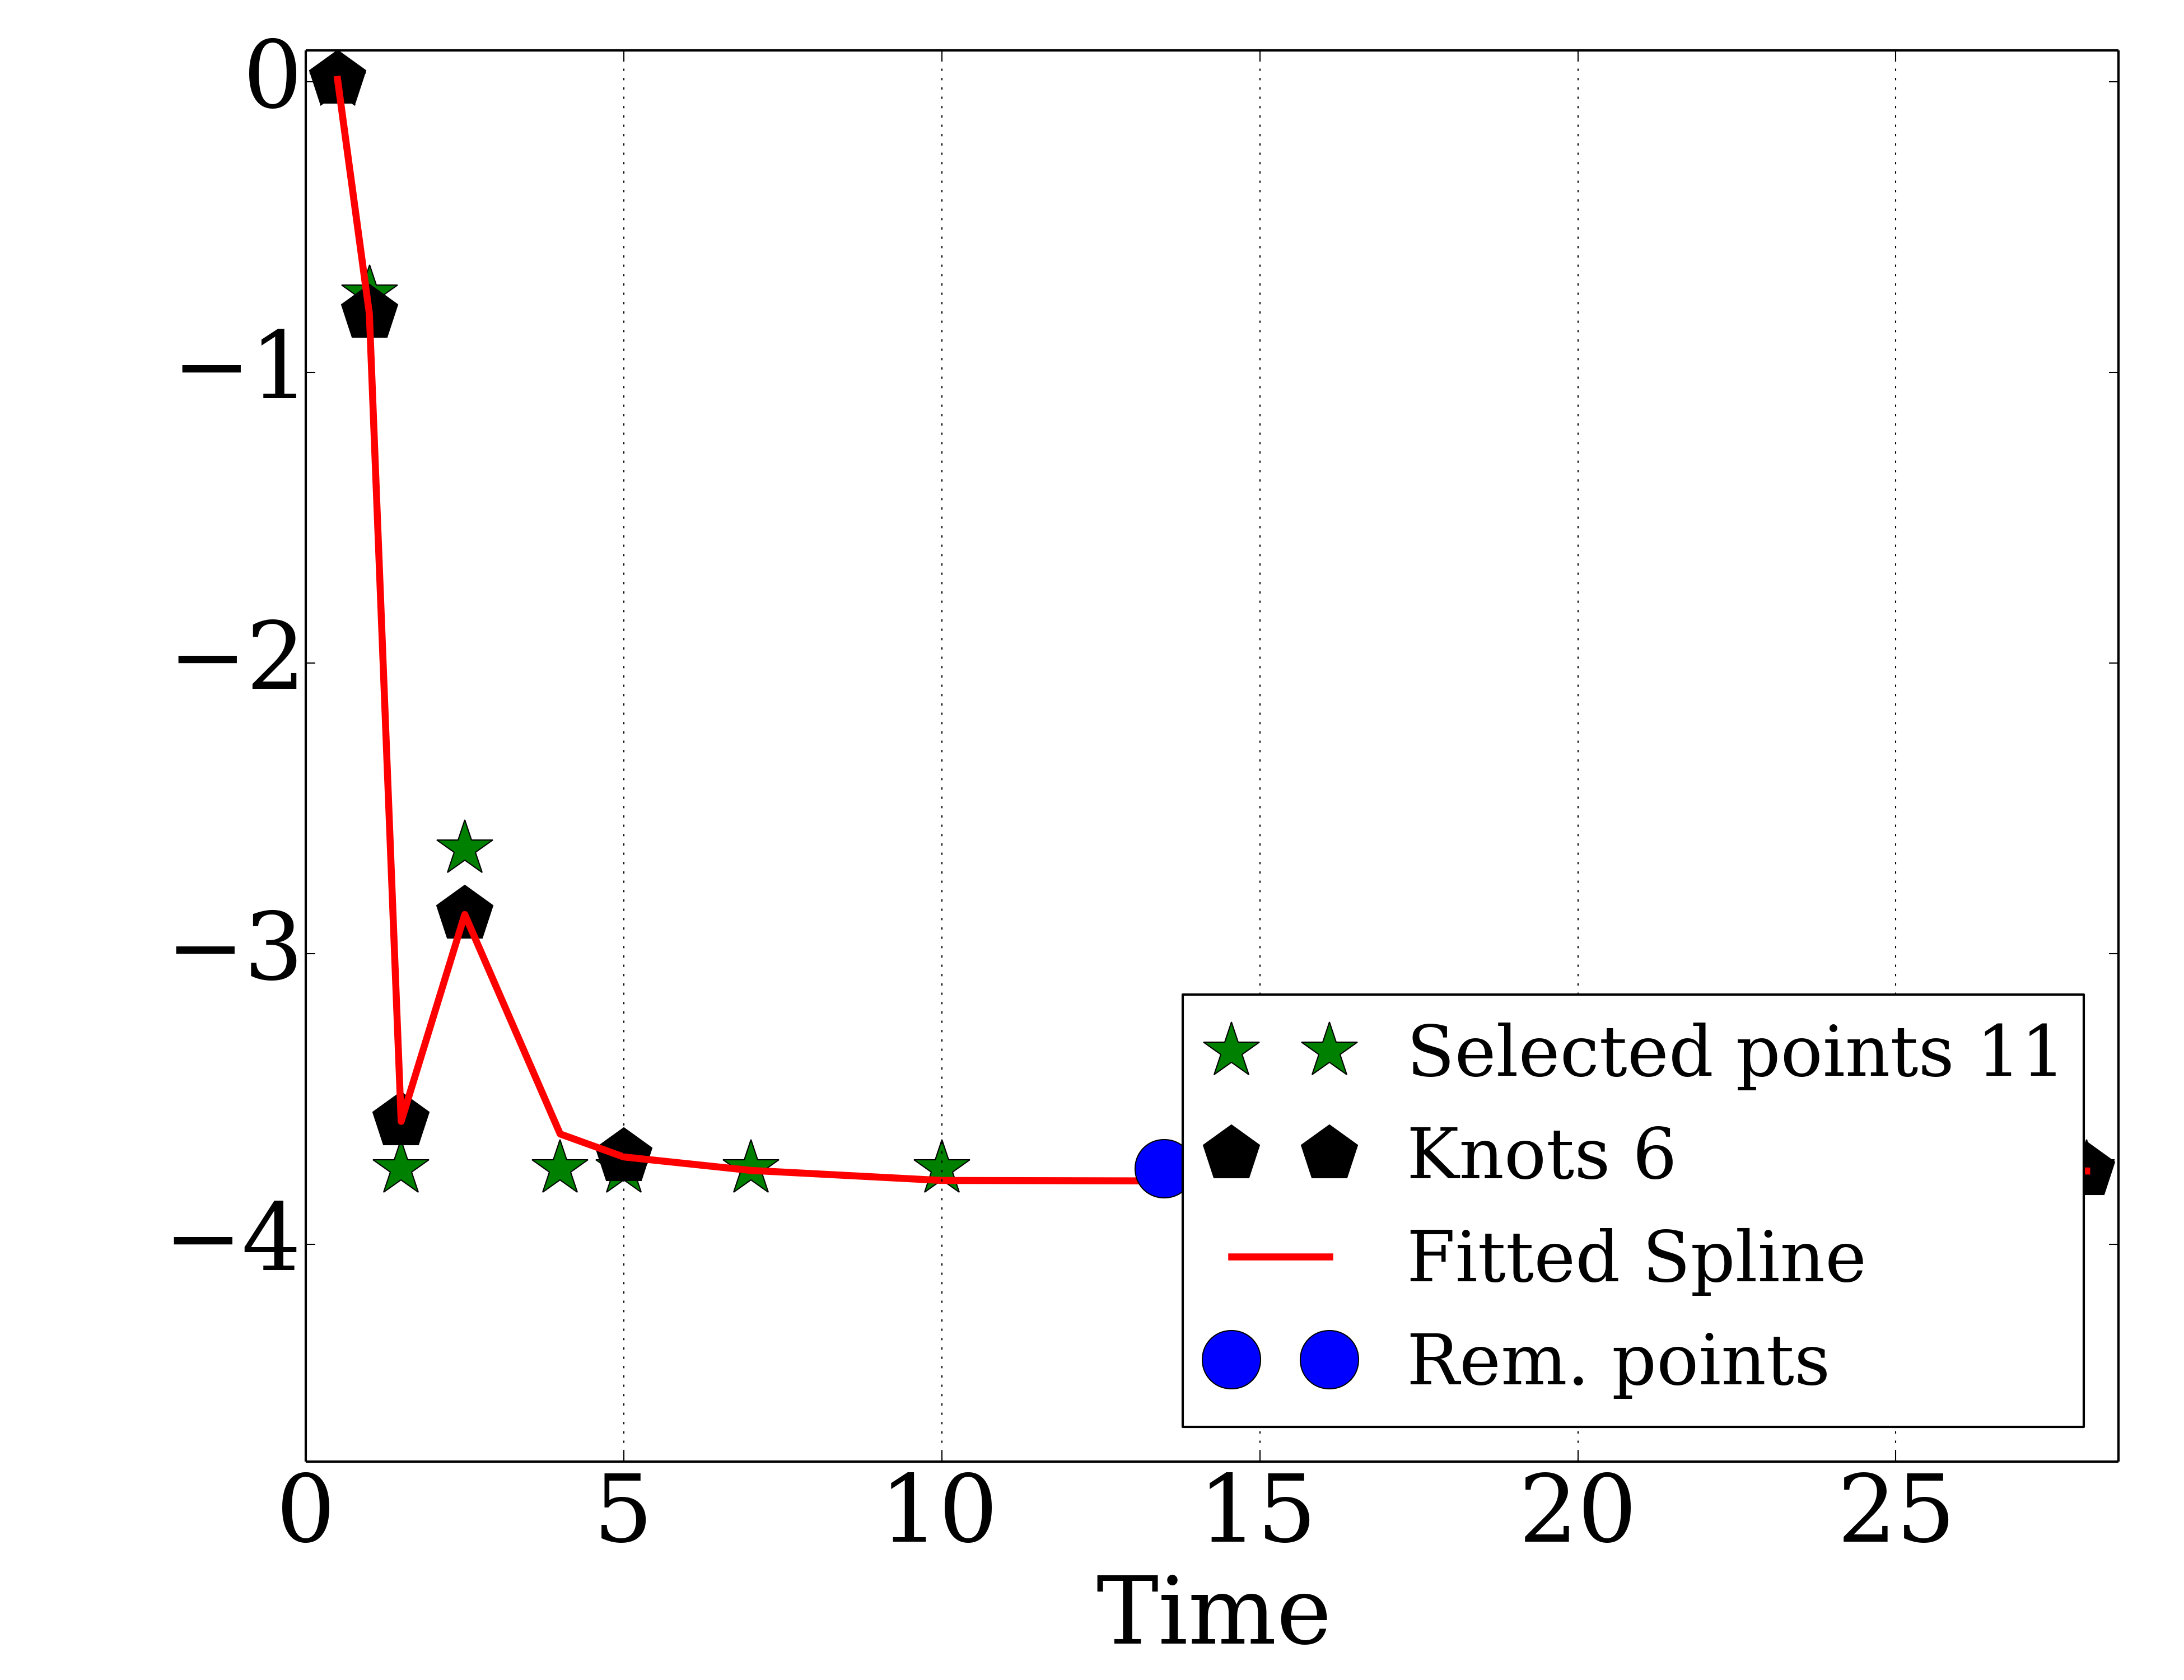 0
−1
−2
−3
−4
Selected points 11
Knots 6
Fitted Spline
Rem. points
0 5 10 15 20 25
Time